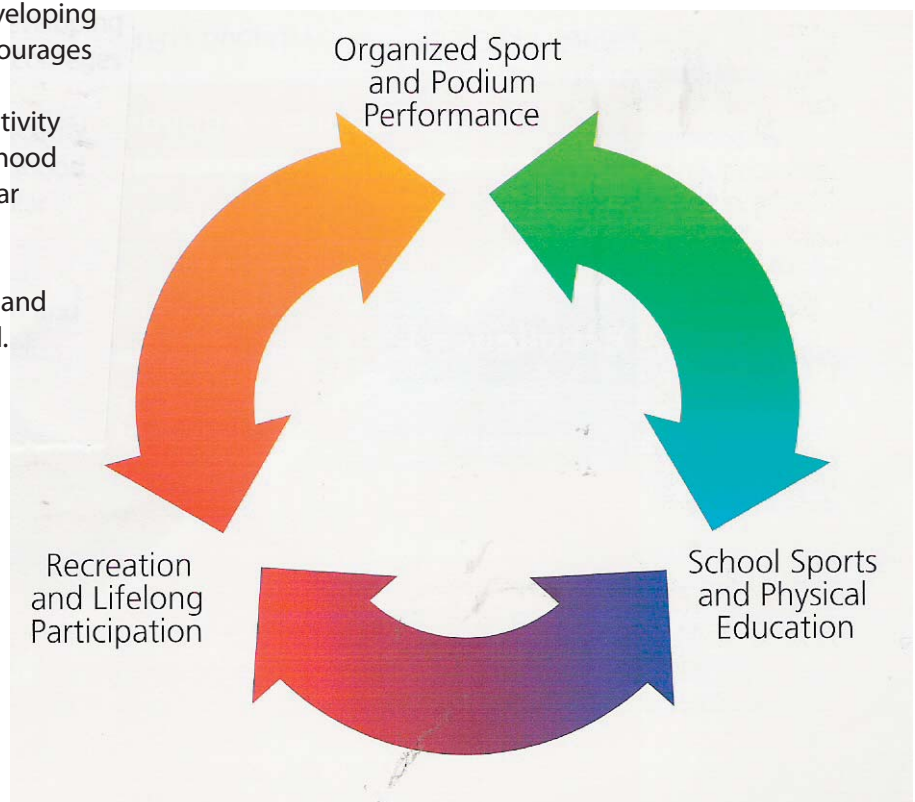 veloping
ourages
tivity
hood
ar
and
Organized Sport
and Podium
Performance
Recreation
and Lifelong
Participation
School Sports
and Physical
Education